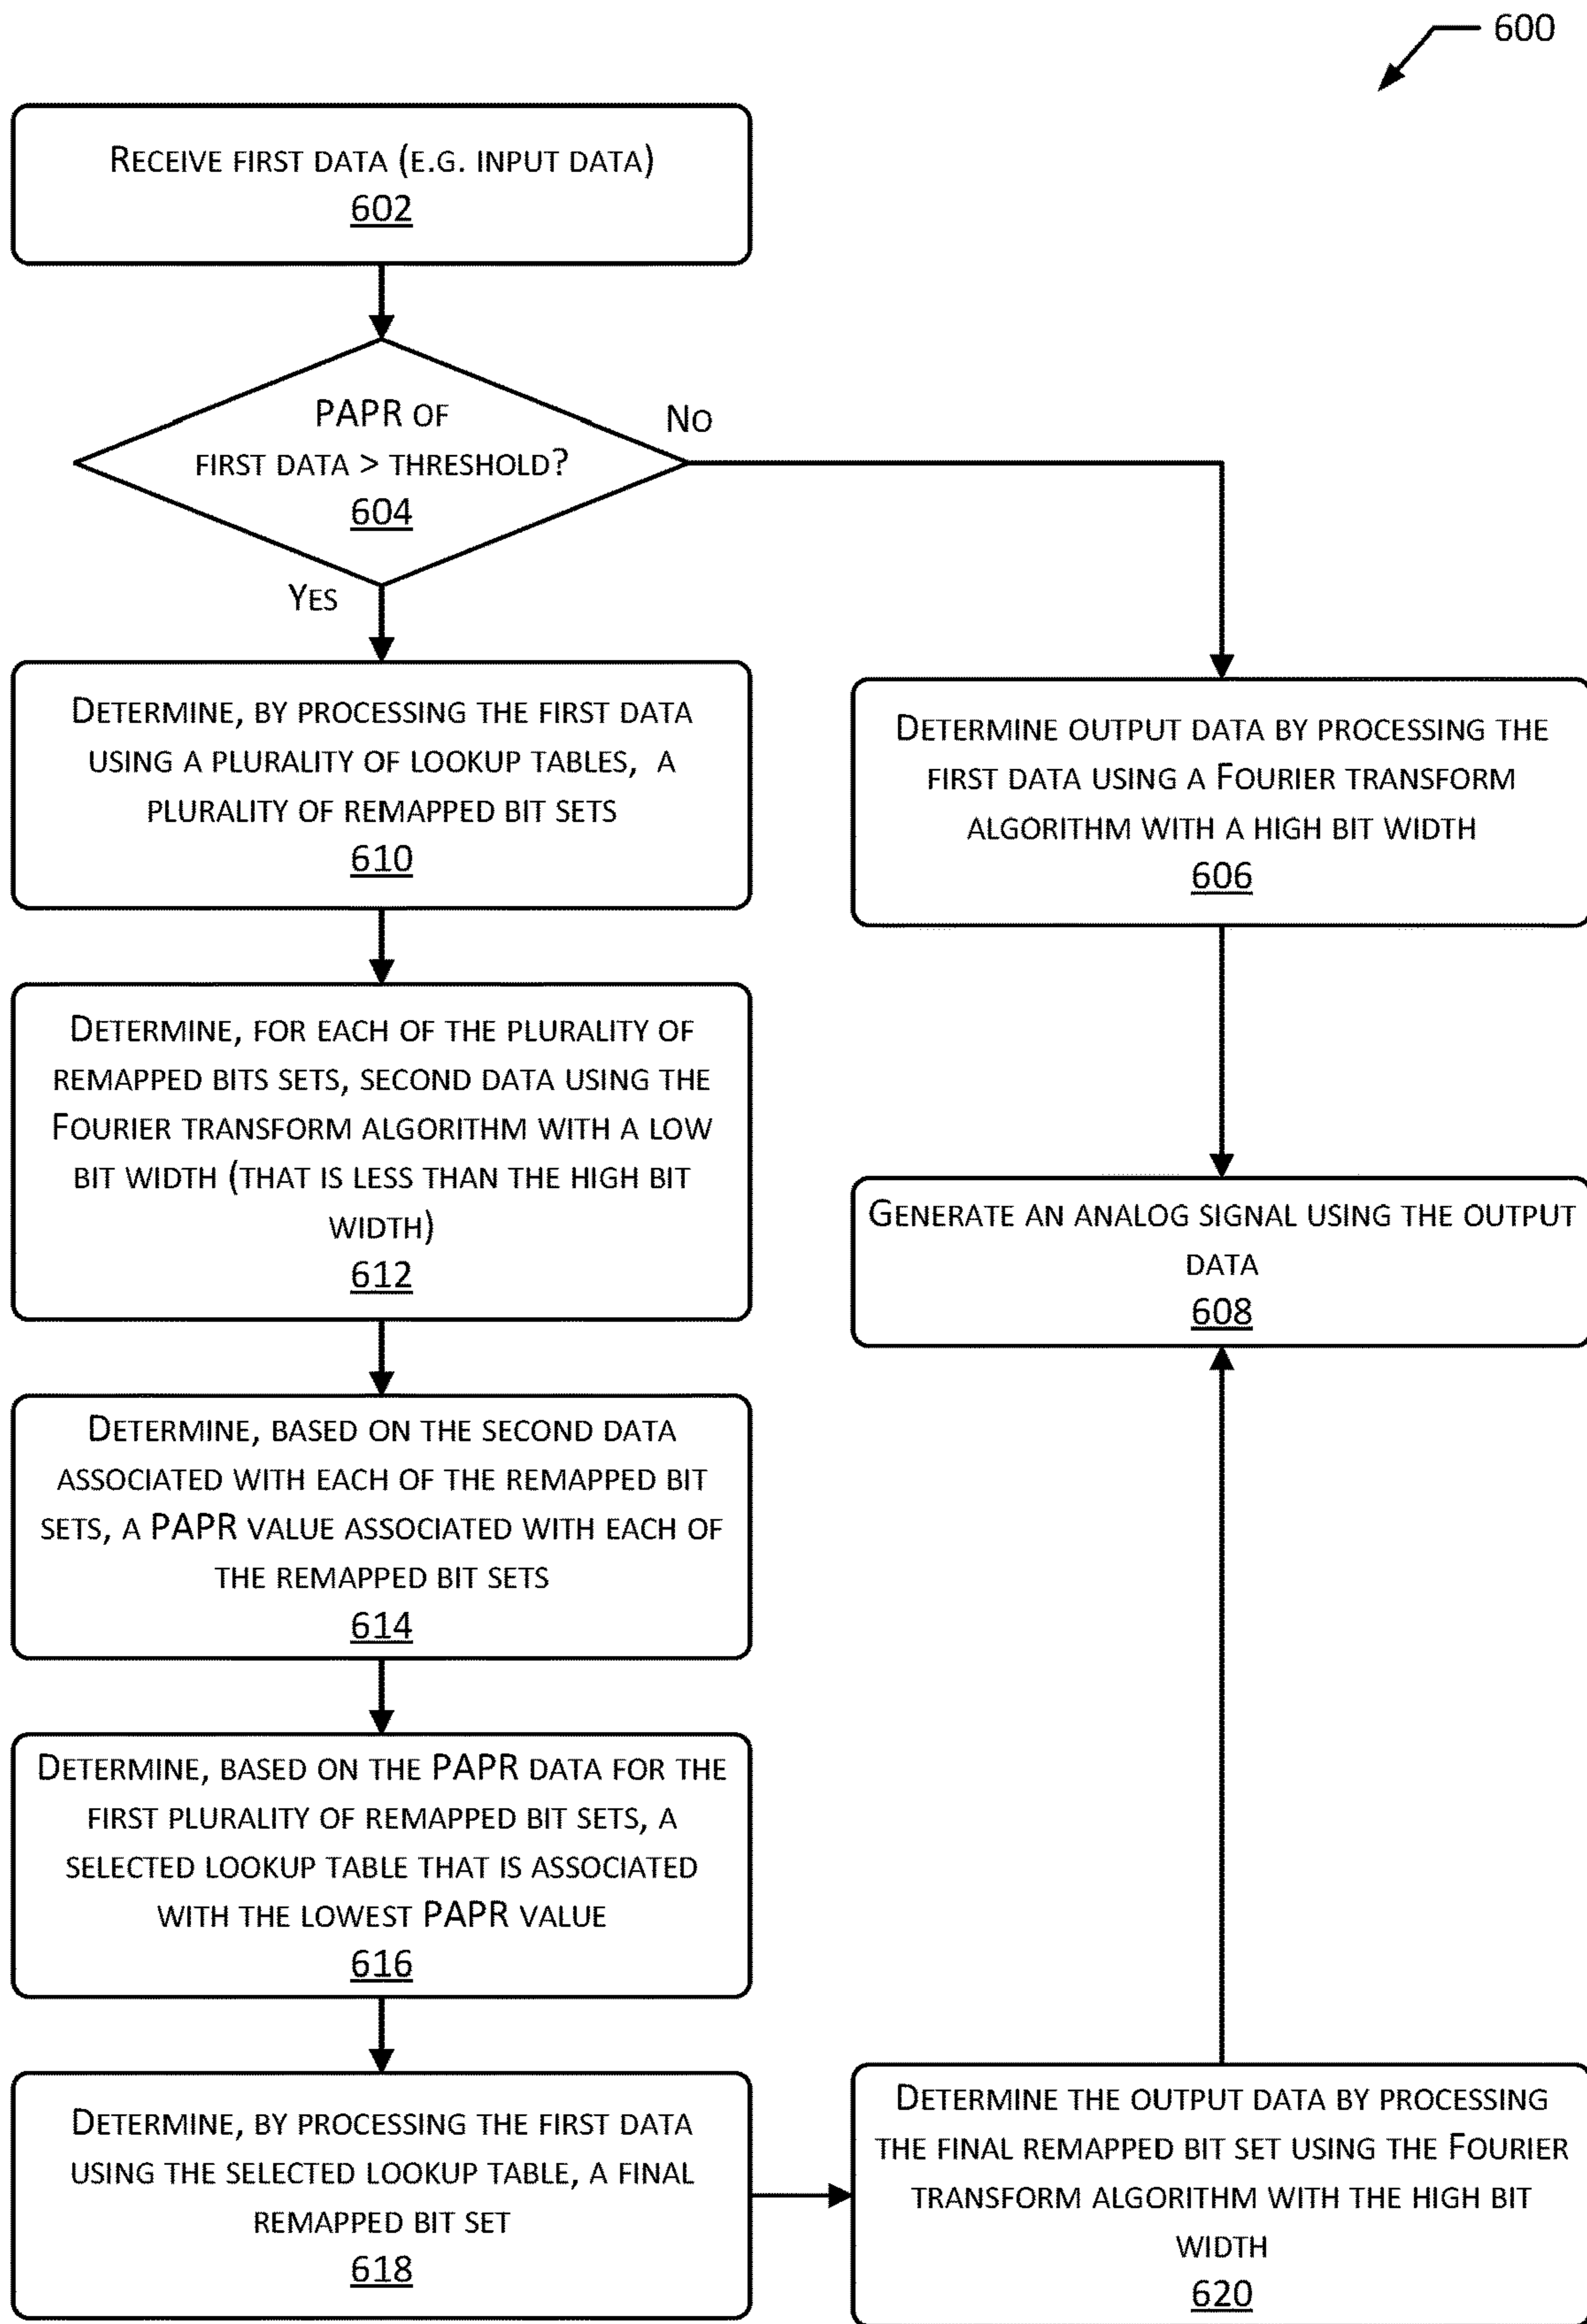 600
RECEIVE FIRST DATA (E.G. INPUT DATA)
602
PAPR OF
FIRST DATA > THRESHOLD?
604
NO
YES
DETERMINE, BY PROCESSING THE FIRST DATA
USING A PLURALITY OF LOOKUP TABLES, A
PLURALITY OF REMAPPED BIT SETS
610
DETERMINE OUTPUT DATA BY PROCESSING THE
FIRST DATA USING A FOURIER TRANSFORM
ALGORITHM WITH A HIGH BIT WIDTH
606
DETERMINE, FOR EACH OF THE PLURALITY OF
REMAPPED BITS SETS, SECOND DATA USING THE
FOURIER TRANSFORM ALGORITHM WITH A LOW
BIT WIDTH (THAT IS LESS THAN THE HIGH BIT
WIDTH)
612
GENERATE AN ANALOG SIGNAL USING THE OUTPUT
DATA
608
DETERMINE, BASED ON THE SECOND DATA
ASSOCIATED WITH EACH OF THE REMAPPED BIT
SETS, A PAPR VALUE ASSOCIATED WITH EACH OF
THE REMAPPED BIT SETS
614
DETERMINE, BASED ON THE PAPR DATA FOR THE
FIRST PLURALITY OF REMAPPED BIT SETS, A
SELECTED LOOKUP TABLE THAT IS ASSOCIATED
WITH THE LOWEST PAPR VALUE
616
DETERMINE, BY PROCESSING THE FIRST DATA
USING THE SELECTED LOOKUP TABLE, A FINAL
REMAPPED BIT SET
618
DETERMINE THE OUTPUT DATA BY PROCESSING
THE FINAL REMAPPED BIT SET USING THE FOURIER
TRANSFORM ALGORITHM WITH THE HIGH BIT
WIDTH
620